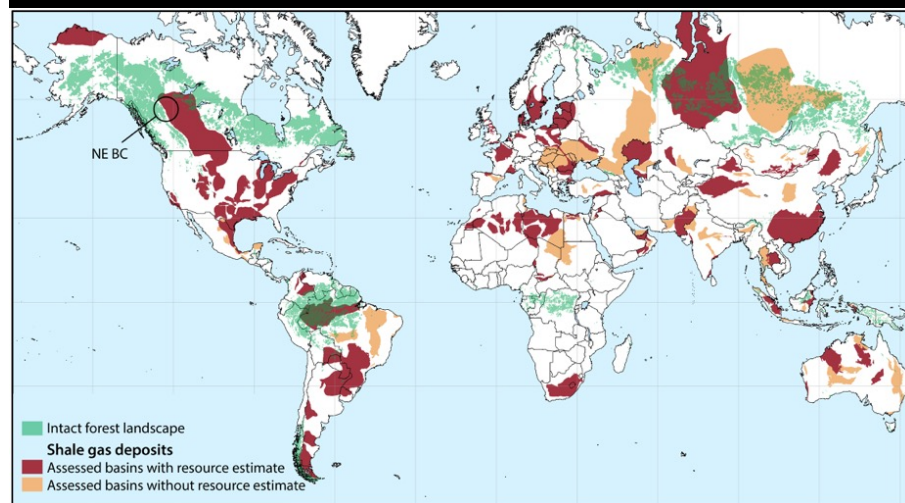 NE BC
Intact forest landscape
Shale gas deposits
Assessed basins with resource estimate
Assessed basins without resource estimate